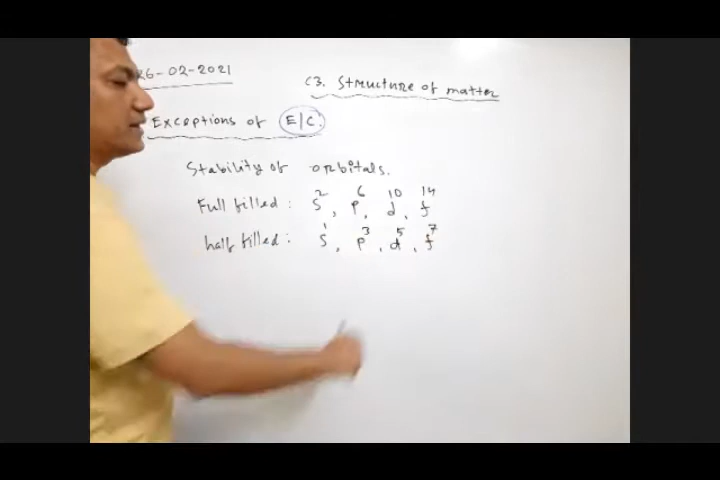 26-02-2021
C3. Structure of matter
Exceptions of E/C.
Stability of orbitals.
Full filled: s², p⁶, d¹⁰, f¹⁴
half filled: s¹, p³, d⁵, f⁷